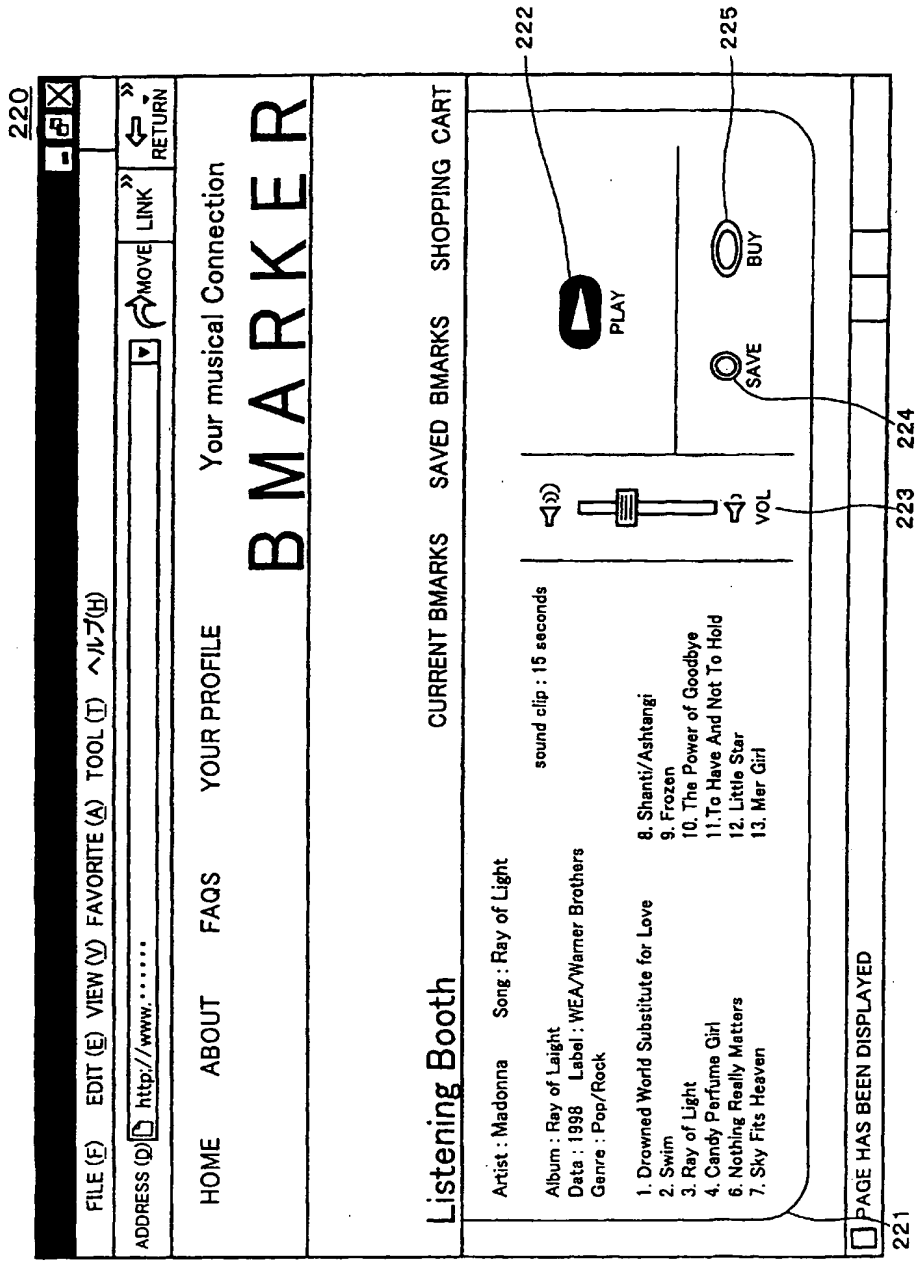 220
FILE (F) EDIT (E) VIEW (V) FAVORITE (A) TOOL (T) ヘルプ(H)
ADDRESS (D) http://www.······ MOVE LINK » RETURN »
HOME ABOUT FAQS YOUR PROFILE Your musical Connection
BMARKER
Listening Booth CURRENT BMARKS SAVED BMARKS SHOPPING CART
Artist : Madonna Song : Ray of Light
sound clip : 15 seconds
Album : Ray of Laight
Data : 1998 Label : WEA/Warner Brothers
Genre : Pop/Rock
1. Drowned World Substitute for Love
2. Swim
3. Ray of Light
4. Candy Perfume Girl
6. Nothing Really Matters
7. Sky Fits Heaven
8. Shanti/Ashtangi
9. Frozen
10. The Power of Goodbye
11.To Have And Not To Hold
12. Little Star
13. Mer Girl
VOL
PLAY
SAVE
BUY
PAGE HAS BEEN DISPLAYED
221
222
223
224
225